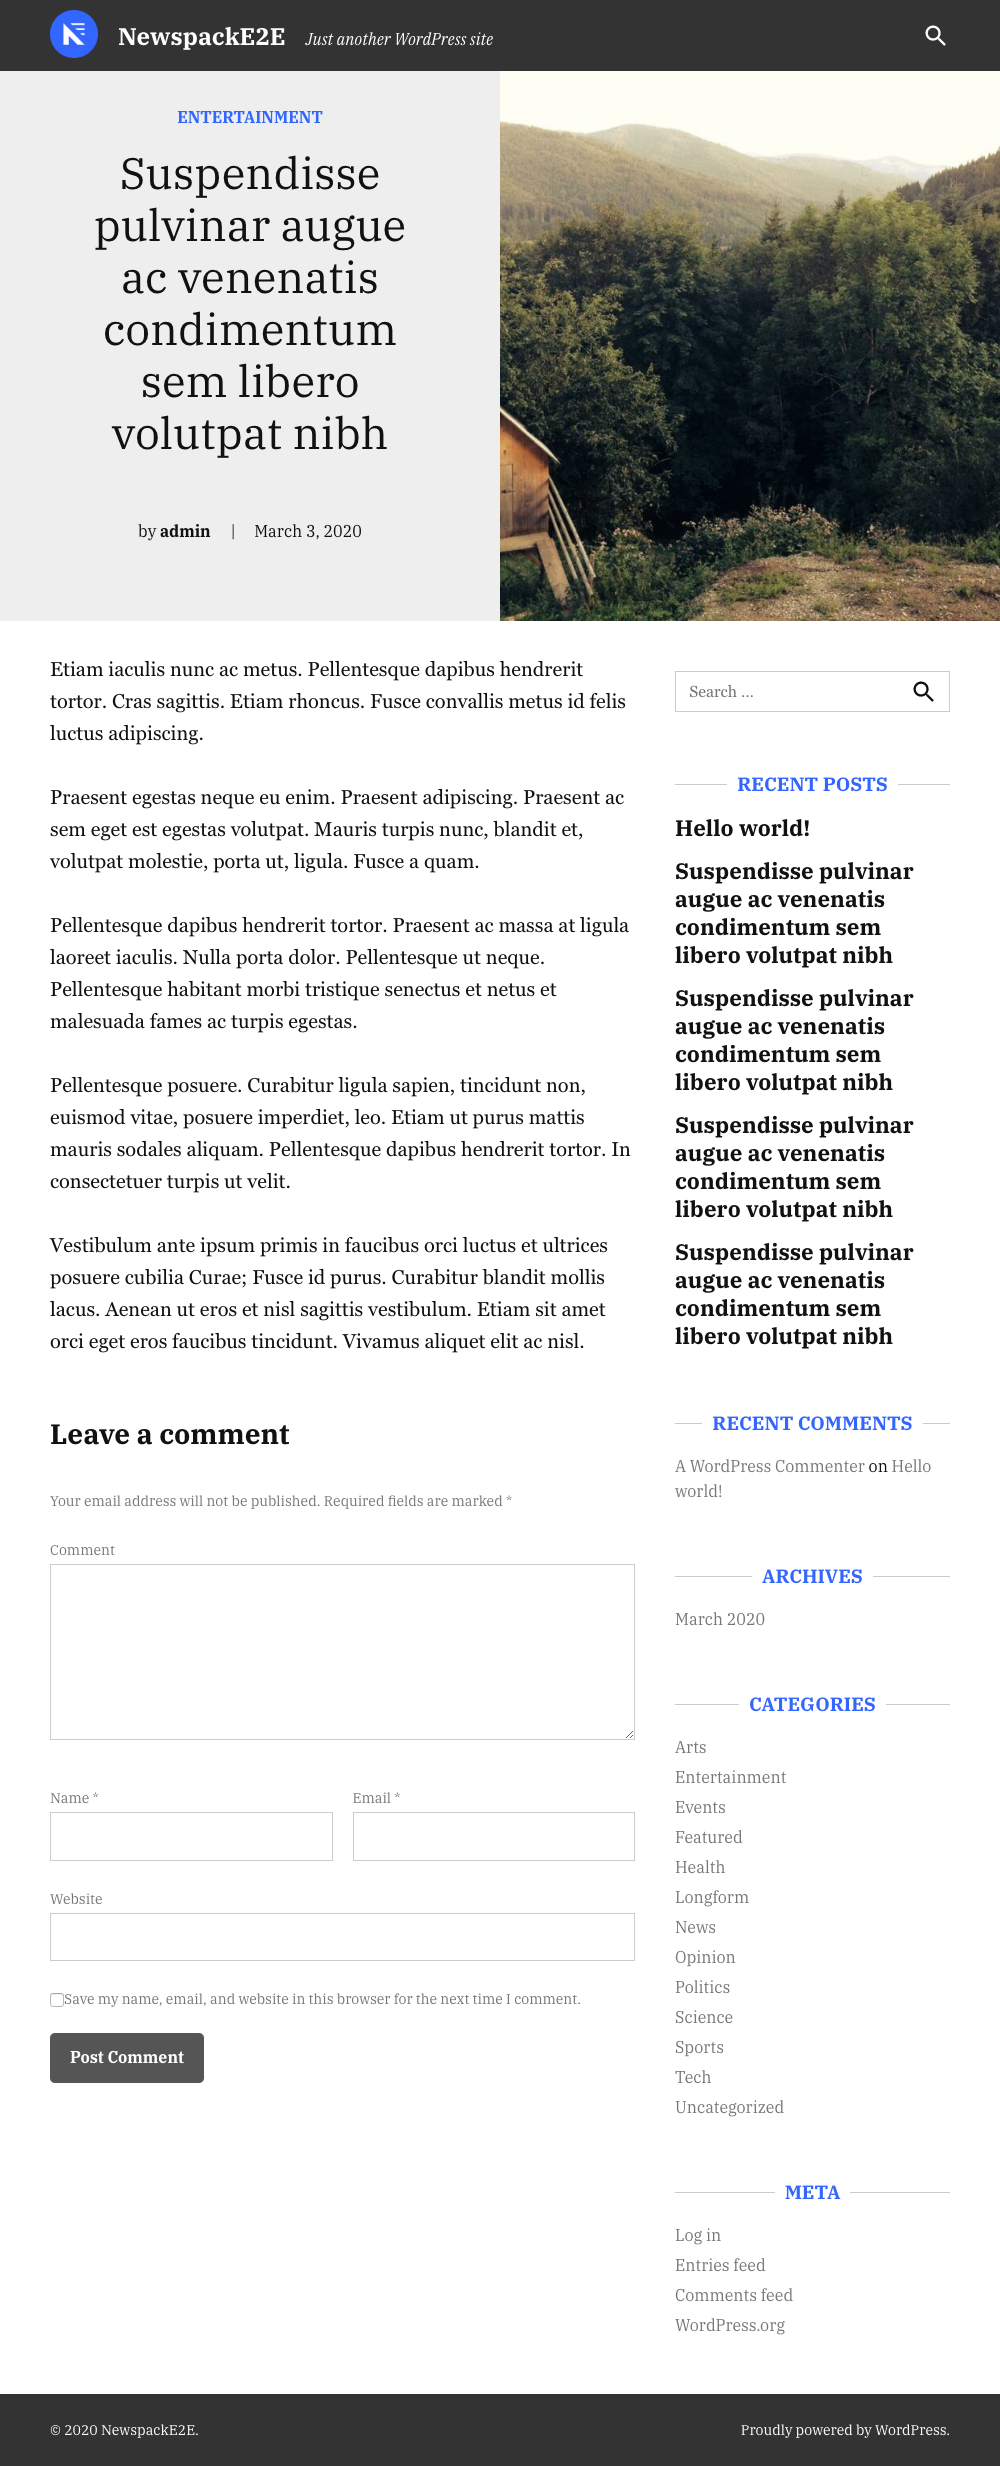 NewspackE2E
Just another WordPress site
ENTERTAINMENT
Suspendisse
pulvinar augue
ac venenatis
condimentum
sem libero
volutpat nibh
by admin | March 3, 2020
Etiam iaculis nunc ac metus. Pellentesque dapibus hendrerit
tortor. Cras sagittis. Etiam rhoncus. Fusce convallis metus id felis
luctus adipiscing.
Praesent egestas neque eu enim. Praesent adipiscing. Praesent ac
sem eget est egestas volutpat. Mauris turpis nunc, blandit et,
volutpat molestie, porta ut, ligula. Fusce a quam.
Pellentesque dapibus hendrerit tortor. Praesent ac massa at ligula
laoreet iaculis. Nulla porta dolor. Pellentesque ut neque.
Pellentesque habitant morbi tristique senectus et netus et
malesuada fames ac turpis egestas.
Pellentesque posuere. Curabitur ligula sapien, tincidunt non,
euismod vitae, posuere imperdiet, leo. Etiam ut purus mattis
mauris sodales aliquam. Pellentesque dapibus hendrerit tortor. In
consectetuer turpis ut velit.
Vestibulum ante ipsum primis in faucibus orci luctus et ultrices
posuere cubilia Curae; Fusce id purus. Curabitur blandit mollis
lacus. Aenean ut eros et nisl sagittis vestibulum. Etiam sit amet
orci eget eros faucibus tincidunt. Vivamus aliquet elit ac nisl.
Leave a comment
Your email address will not be published. Required fields are marked *
Comment
Name *
Email *
Website
Save my name, email, and website in this browser for the next time I comment.
Post Comment
Search …
RECENT POSTS
Hello world!
Suspendisse pulvinar
augue ac venenatis
condimentum sem
libero volutpat nibh
Suspendisse pulvinar
augue ac venenatis
condimentum sem
libero volutpat nibh
Suspendisse pulvinar
augue ac venenatis
condimentum sem
libero volutpat nibh
Suspendisse pulvinar
augue ac venenatis
condimentum sem
libero volutpat nibh
RECENT COMMENTS
A WordPress Commenter on Hello
world!
ARCHIVES
March 2020
CATEGORIES
Arts
Entertainment
Events
Featured
Health
Longform
News
Opinion
Politics
Science
Sports
Tech
Uncategorized
META
Log in
Entries feed
Comments feed
WordPress.org
© 2020 NewspackE2E.
Proudly powered by WordPress.